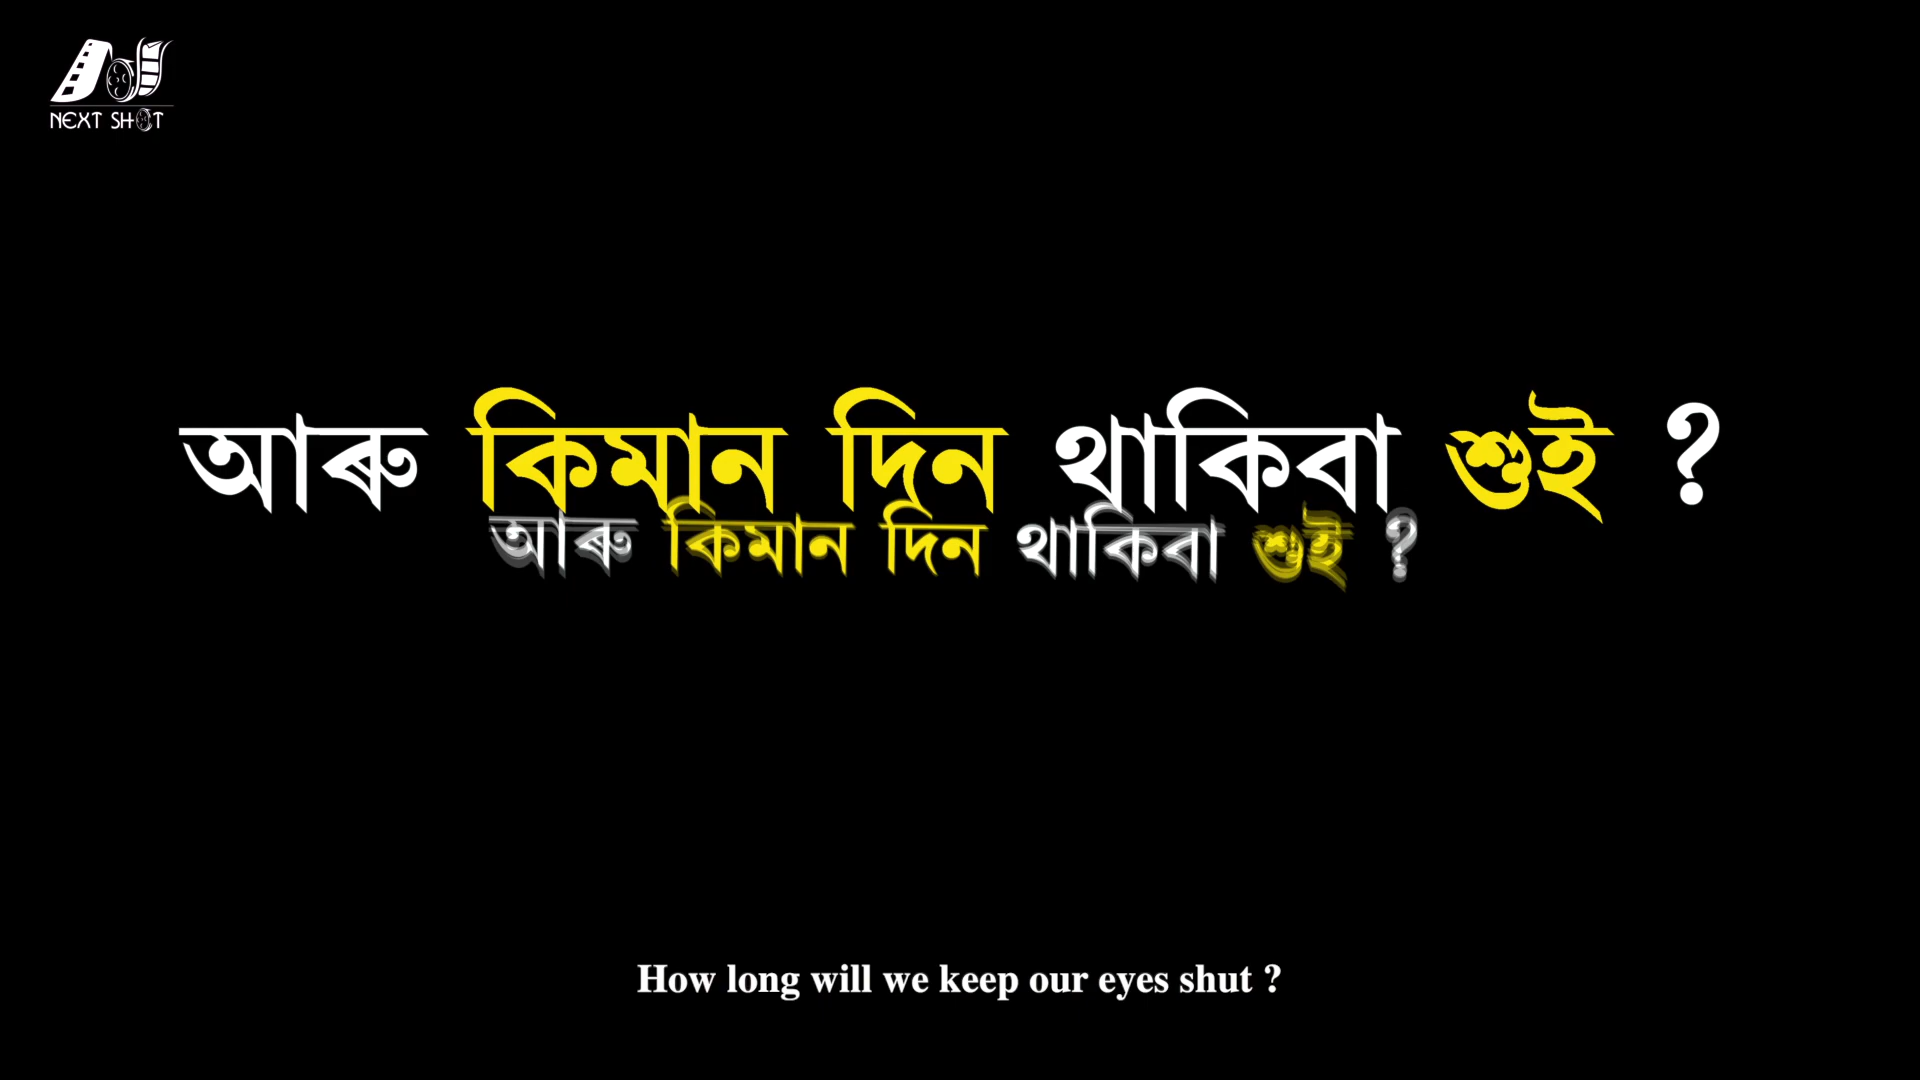 NEXT SHOT
আৰু কিমান দিন থাকিবা শুই ?
আৰু কিমান দিন থাকিবা শুই ?
How long will we keep our eyes shut ?